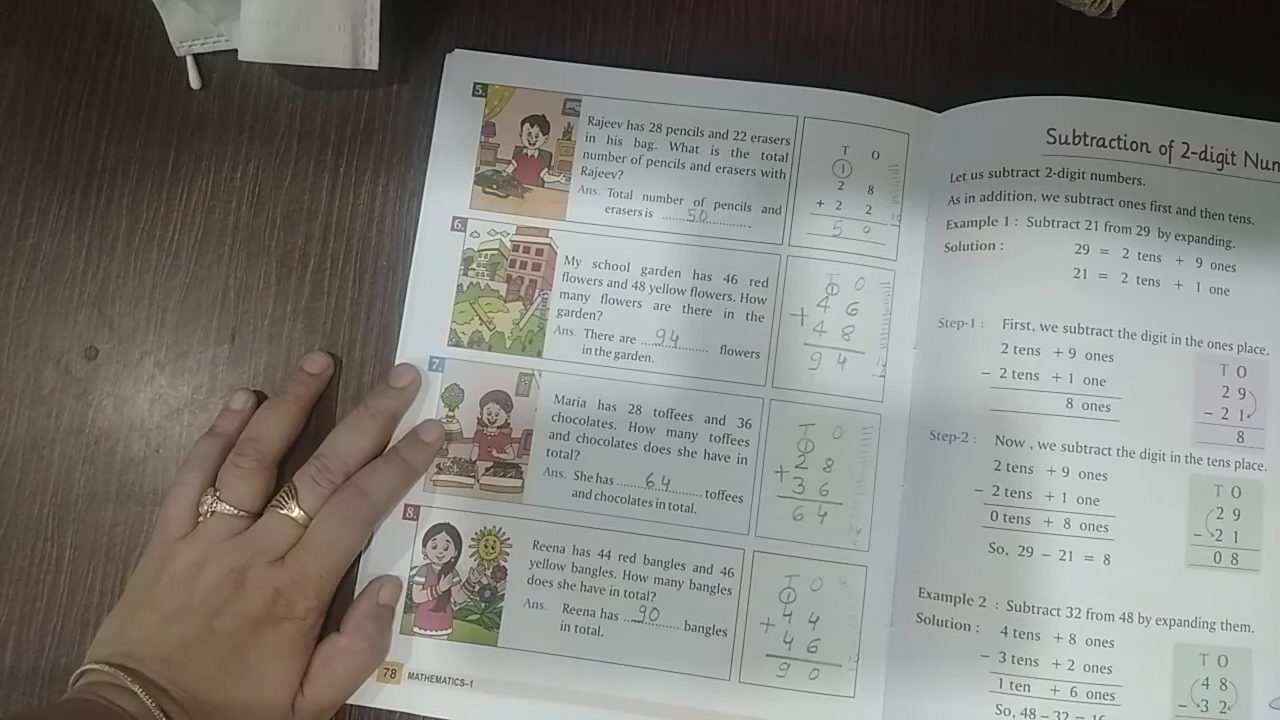 5.
Rajeev has 28 pencils and 22 erasers
in his bag. What is the total
number of pencils and erasers with
Rajeev?
Ans. Total number of pencils and
erasers is ....50.... .
T O
1
2 8
+ 2 2
5 0
6.
My school garden has 46 red
flowers and 48 yellow flowers. How
many flowers are there in the
garden?
Ans. There are ....94.... flowers
in the garden.
T O
1
4 6
+ 4 8
9 4
7.
Maria has 28 toffees and 36
chocolates. How many toffees
and chocolates does she have in
total?
Ans. She has ....64.... toffees
and chocolates in total.
T O
1
2 8
+ 3 6
6 4
8.
Reena has 44 red bangles and 46
yellow bangles. How many bangles
does she have in total?
Ans. Reena has ....90.... bangles
in total.
T O
1
4 4
+ 4 6
9 0
78 MATHEMATICS–1
Subtraction of 2-digit Num
Let us subtract 2-digit numbers.
As in addition, we subtract ones first and then tens.
Example 1 : Subtract 21 from 29 by expanding.
Solution : 29 = 2 tens + 9 ones
21 = 2 tens + 1 one
Step-1 : First, we subtract the digit in the ones place.
2 tens + 9 ones
− 2 tens + 1 one
8 ones
T O
2 9
− 2 1
8
Step-2 : Now , we subtract the digit in the tens place.
2 tens + 9 ones
− 2 tens + 1 one
0 tens + 8 ones
So, 29 − 21 = 8
T O
2 9
− 2 1
0 8
Example 2 : Subtract 32 from 48 by expanding them.
Solution : 4 tens + 8 ones
− 3 tens + 2 ones
1 ten + 6 ones
So, 48 − 32 = 16
T O
4 8
− 3 2